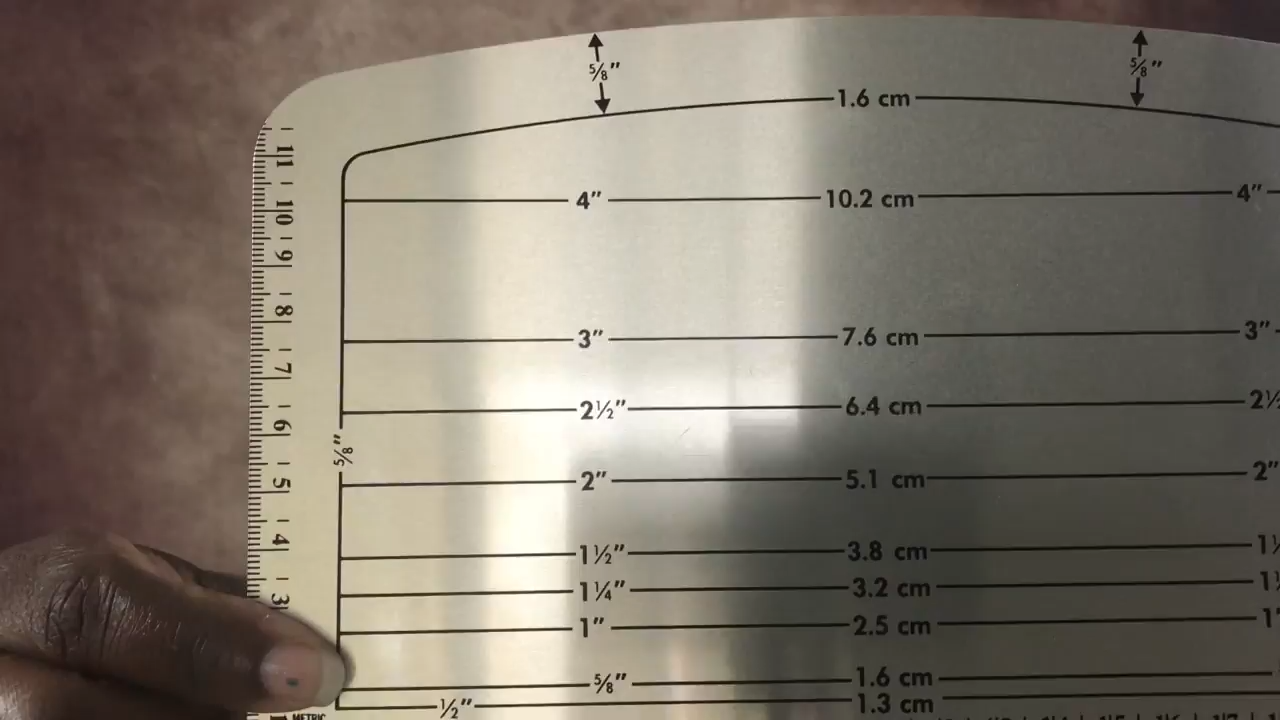 5/8" 5/8"
1.6 cm
4" 10.2 cm 4"
3" 7.6 cm 3"
2½" 6.4 cm 2½
5/8"
2" 5.1 cm 2"
1½" 3.8 cm
1¼" 3.2 cm
1" 2.5 cm 1"
5/8" 1.6 cm
½" 1.3 cm
11
10
9
8
7
6
5
4
3
METRIC